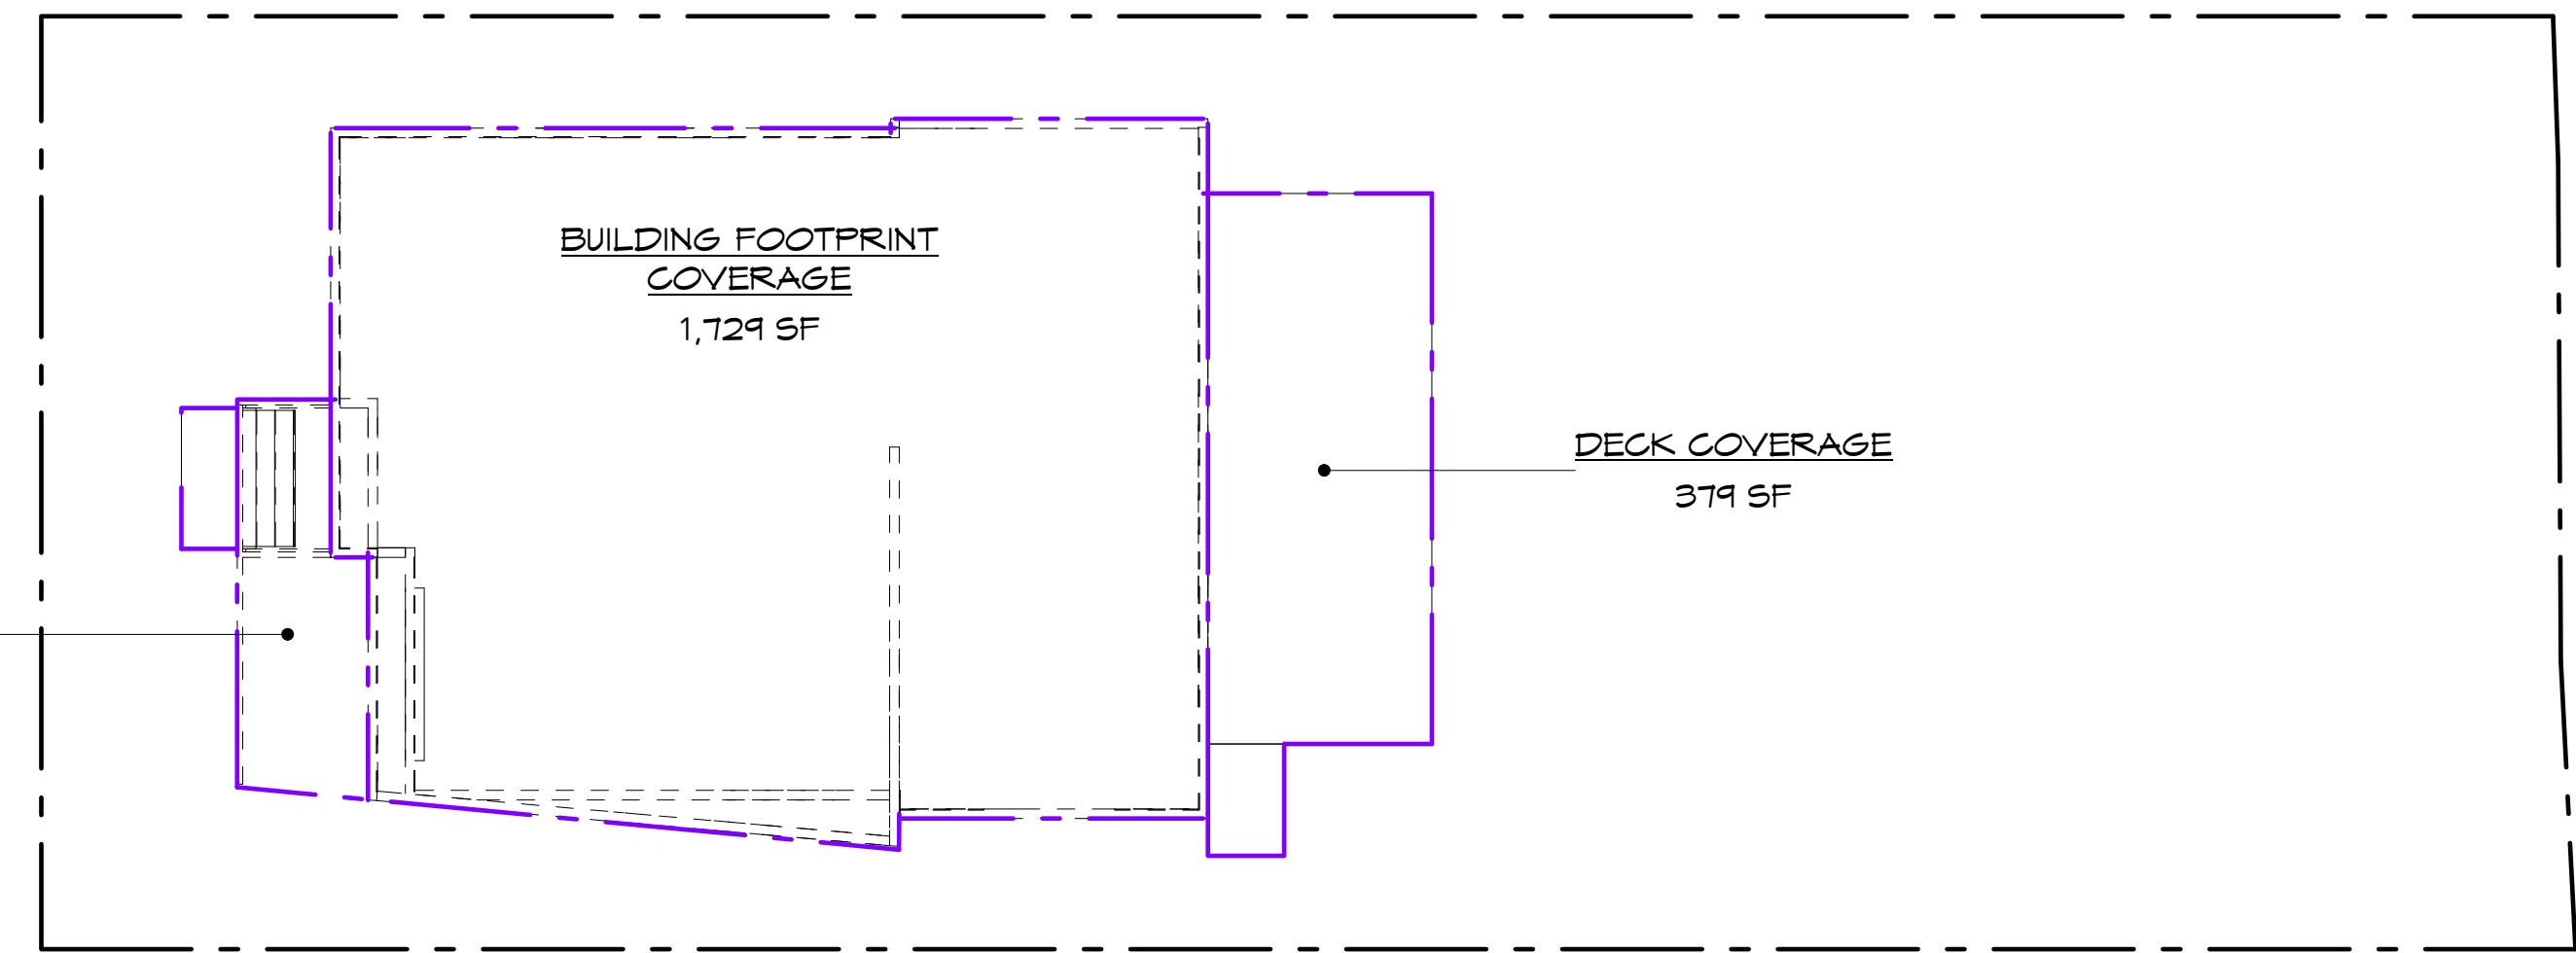 BUILDING FOOTPRINT
COVERAGE
1,729 SF
DECK COVERAGE
379 SF